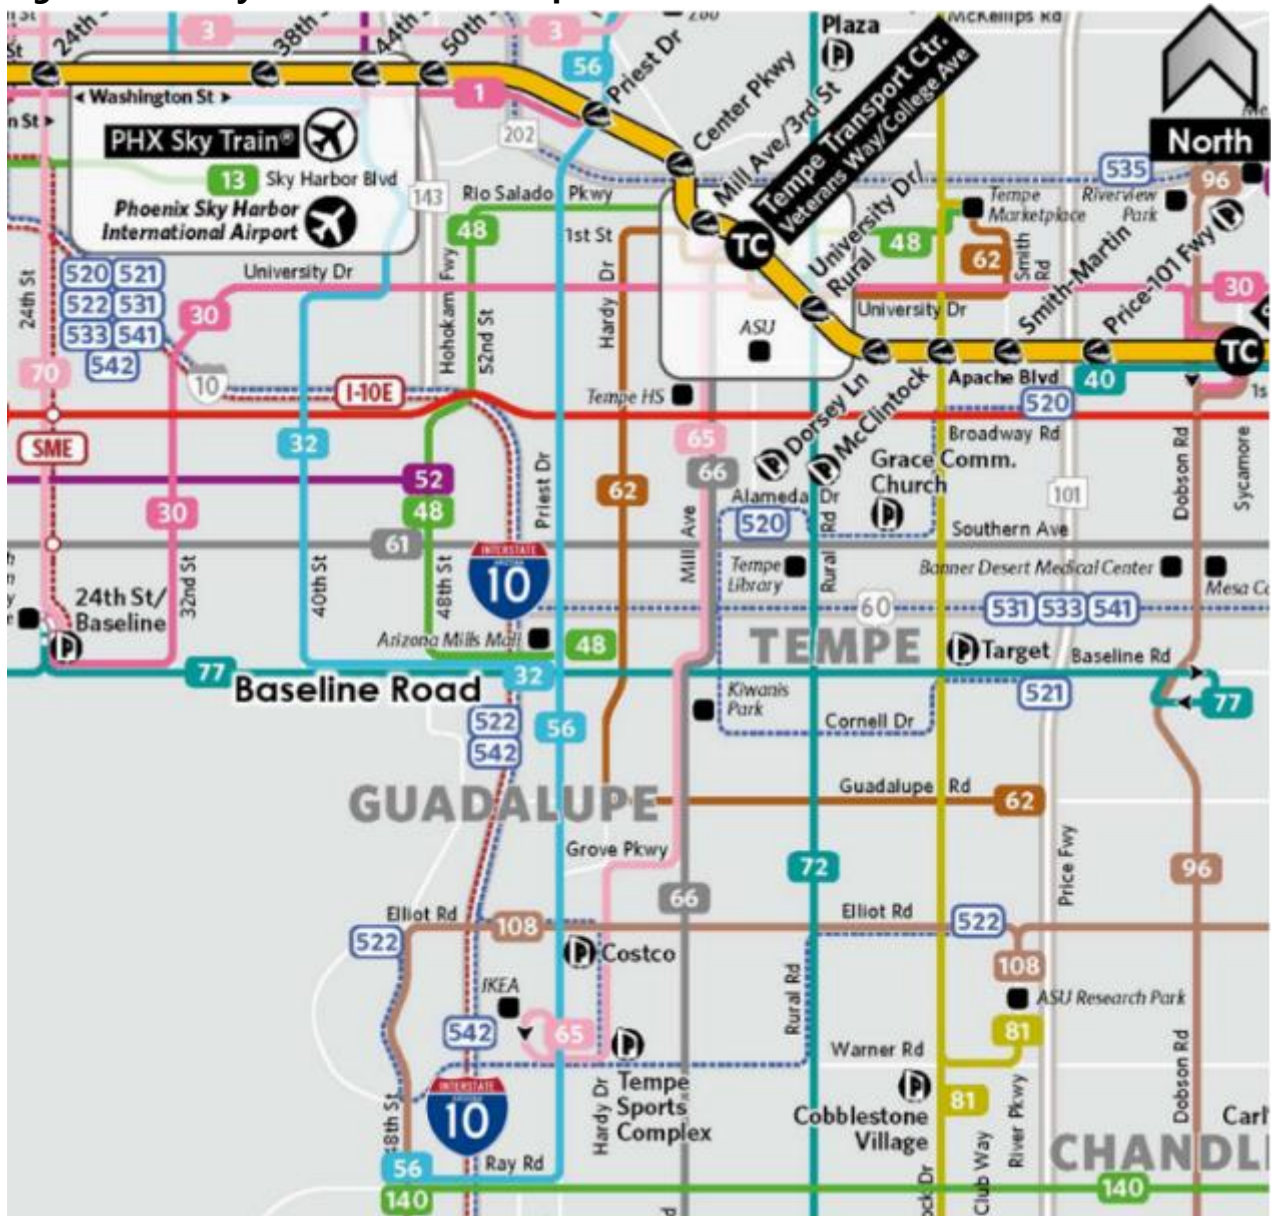 24th St
38th
44th
50th
3
3
56
Priest Dr
Center Pkwy
Mill Ave/3rd St
Plaza
P
McKellips Rd
Tempe Transport Ctr.
Veterans Way/College Ave
North
Washington St
1
202
PHX Sky Train®
13
Sky Harbor Blvd
Phoenix Sky Harbor
International Airport
143
Rio Salado Pkwy
48
1st St
TC
University Dr/
Rural
48
535
96
Tempe
Marketplace
Riverview
Park
P
62
Smith
Rd
Smith-Martin
Price-101 Fwy
30
24th St
520
521
522
531
533
541
542
University Dr
30
Hohokam Fwy
52nd St
Hardy Dr
ASU
University Dr
TC
70
10
I-10E
Tempe HS
Dorsey Ln
McClintock
Apache Blvd
40
520
SME
32
52
48
65
66
62
P
P
Broadway Rd
Grace Comm.
Church
P
101
Dobson Rd
Sycamore
30
61
Priest Dr
Alameda Dr
520
Southern Ave
Mill Ave
Rural Rd
32nd St
40th St
48th St
INTERSTATE
ARIZONA
10
Tempe
Library
Banner Desert Medical Center
24th St/
Baseline
P
60
531
533
541
Arizona Mills Mall
48
TEMPE
P
Target
Baseline Rd
77
Baseline Road
32
521
77
Kiwanis
Park
522
542
56
Cornell Dr
GUADALUPE
Guadalupe Rd
62
Grove Pkwy
72
Price Fwy
96
66
Elliot Rd
108
Elliot Rd
522
522
P
Costco
108
IKEA
ASU Research Park
Rural Rd
542
65
P
81
Warner Rd
Dobson Rd
INTERSTATE
ARIZONA
10
Hardy Dr
Tempe
Sports
Complex
P
81
Cobblestone
Village
River Pkwy
48th St
Club Way
CHANDL
56
Ray Rd
140
140